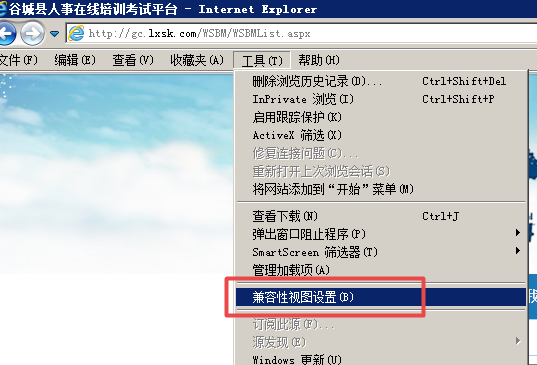 谷城县人事在线培训考试平台 - Internet Explorer
http://gc.lxsk.com/WSBM/WSBMList.aspx
文件(F) 编辑(E) 查看(V) 收藏夹(A) 工具(T) 帮助(H)
删除浏览历史记录(D)... Ctrl+Shift+Del
InPrivate 浏览(I) Ctrl+Shift+P
启用跟踪保护(K)
ActiveX 筛选(X)
修复连接问题(C)...
重新打开上次浏览会话(S)
将网站添加到“开始”菜单(M)
查看下载(N) Ctrl+J
弹出窗口阻止程序(P)
SmartScreen 筛选器(T)
管理加载项(A)
兼容性视图设置(B)
我
订阅此源(F)...
源发现(E)
Windows 更新(U)